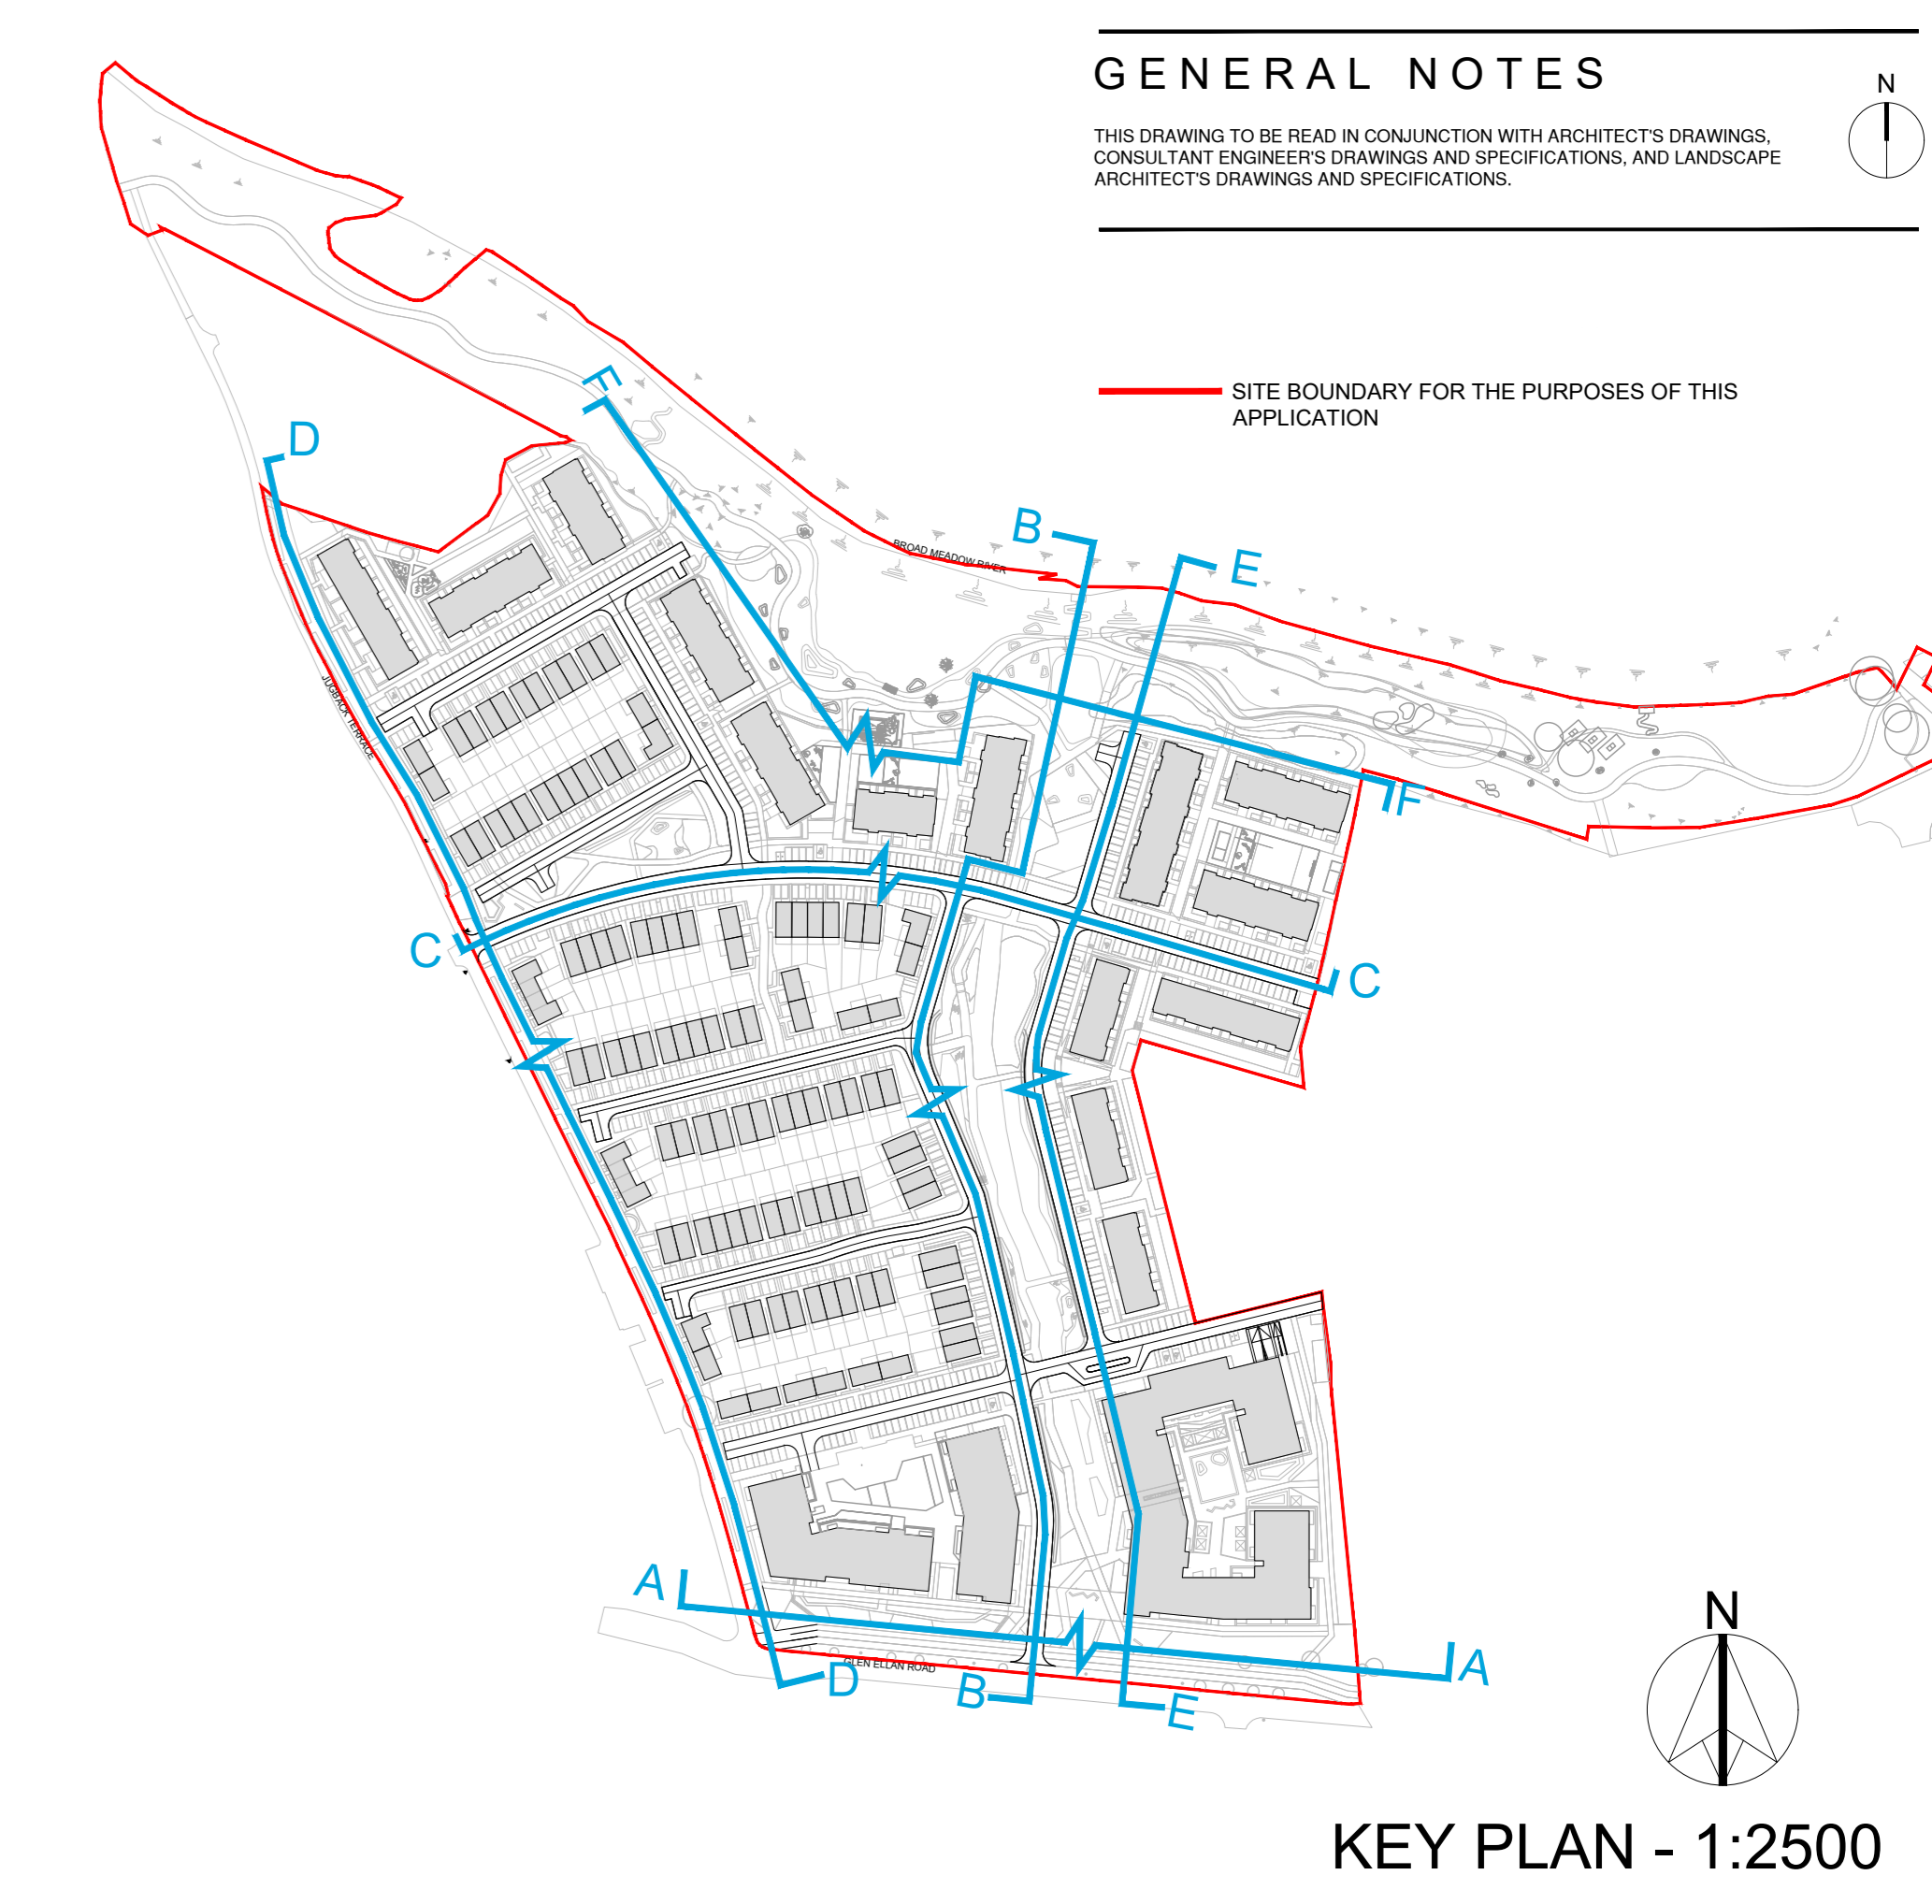 GENERAL NOTES
N
THIS DRAWING TO BE READ IN CONJUNCTION WITH ARCHITECT'S DRAWINGS,
CONSULTANT ENGINEER'S DRAWINGS AND SPECIFICATIONS, AND LANDSCAPE
ARCHITECT'S DRAWINGS AND SPECIFICATIONS.
SITE BOUNDARY FOR THE PURPOSES OF THIS
APPLICATION
F
D
B
E
BROAD MEADOW RIVER
JUGBACK TERRACE
F
C
C
A
A
GLEN ELLAN ROAD
D
B
E
N
KEY PLAN - 1:2500